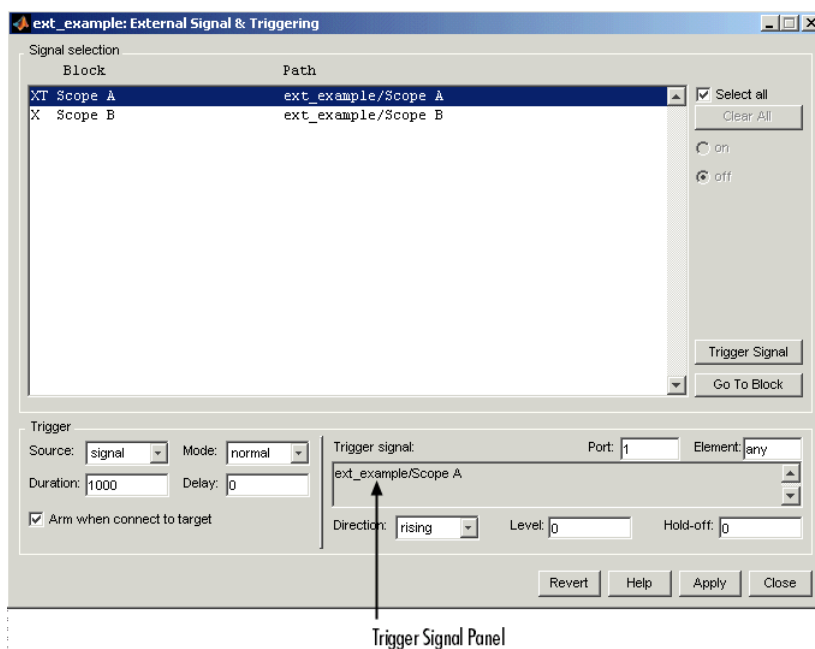 ext_example: External Signal & Triggering
Signal selection
Block Path
XT Scope A ext_example/Scope A
X Scope B ext_example/Scope B
Select all
Clear All
on
off
Trigger Signal
Go To Block
Trigger
Source: signal Mode: normal
Duration: 1000 Delay: 0
Arm when connect to target
Trigger signal: Port: 1 Element: any
ext_example/Scope A
Direction: rising Level: 0 Hold-off: 0
Revert Help Apply Close
Trigger Signal Panel